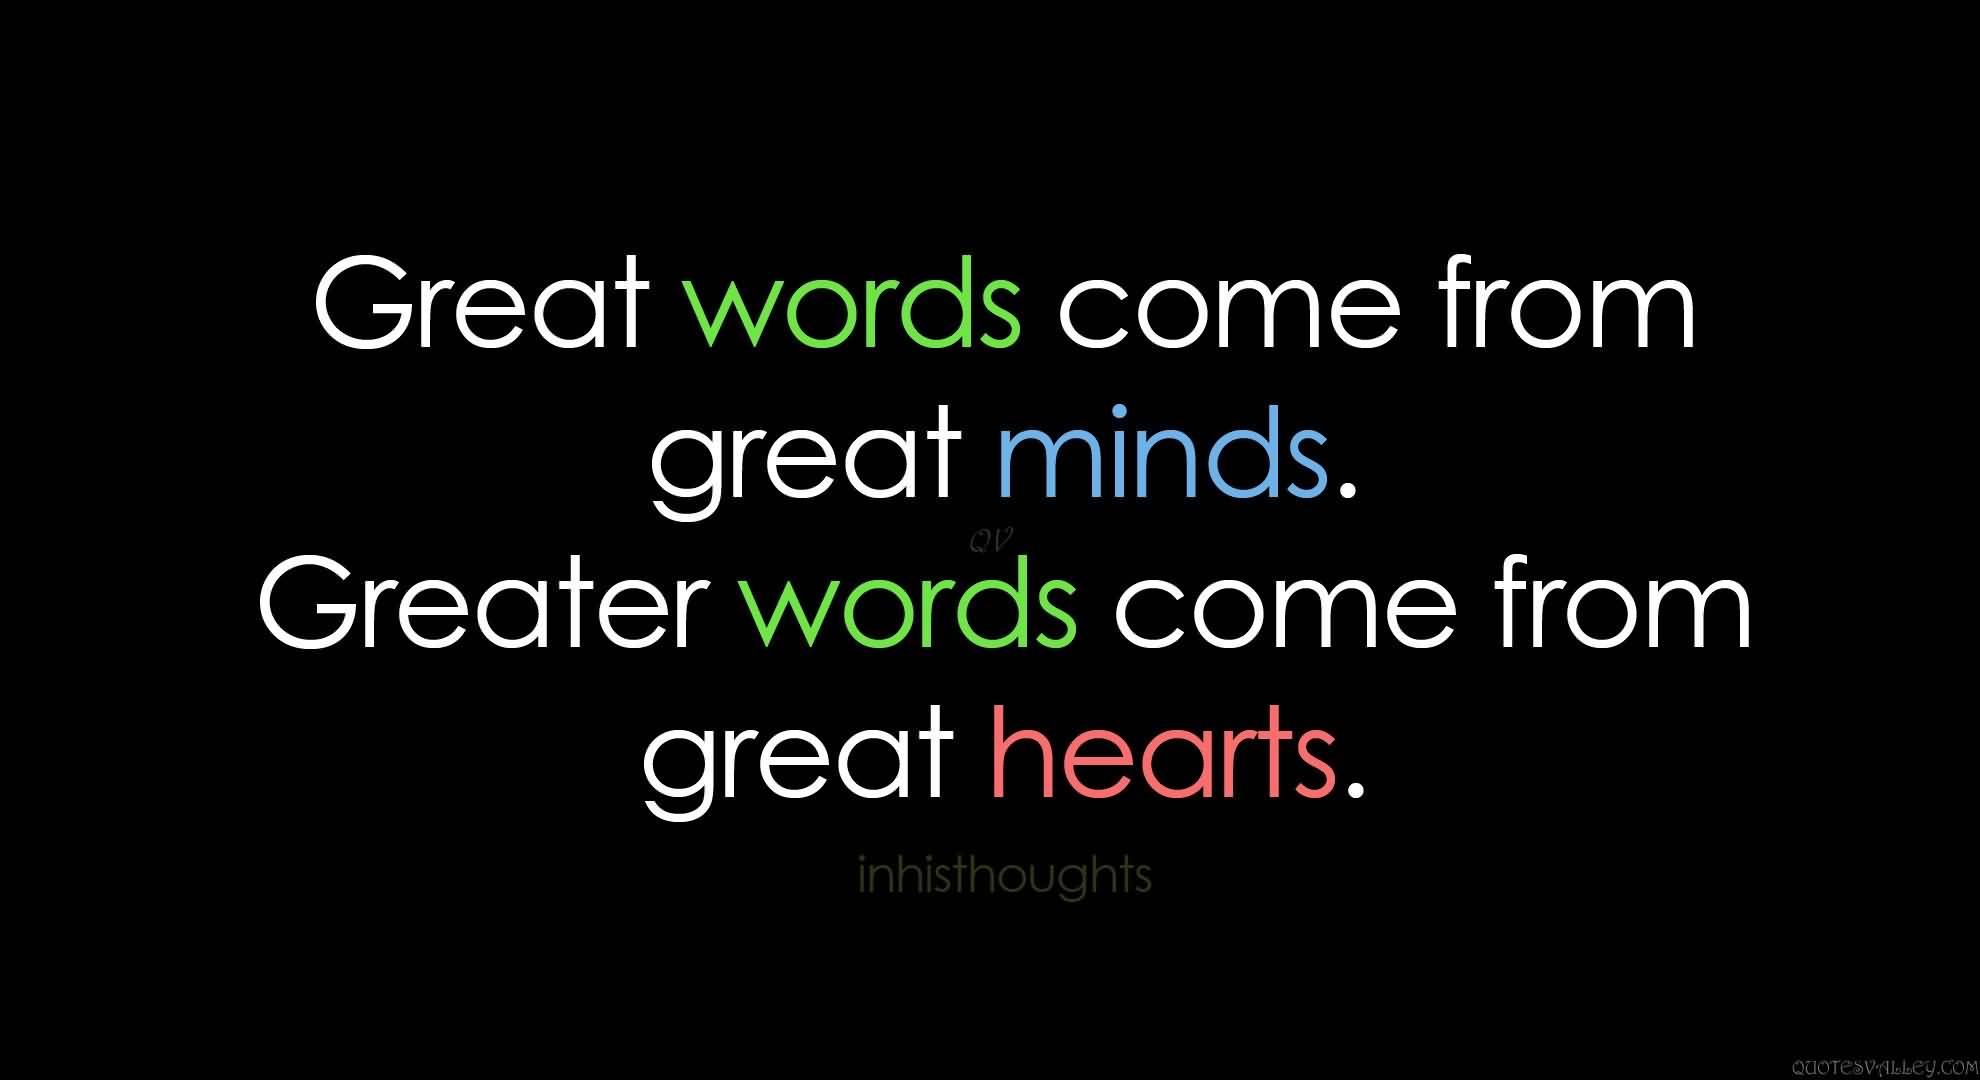 Great words come from
great minds.
QV
Greater words come from
great hearts.
inhisthoughts
QUOTESVALLEY.COM